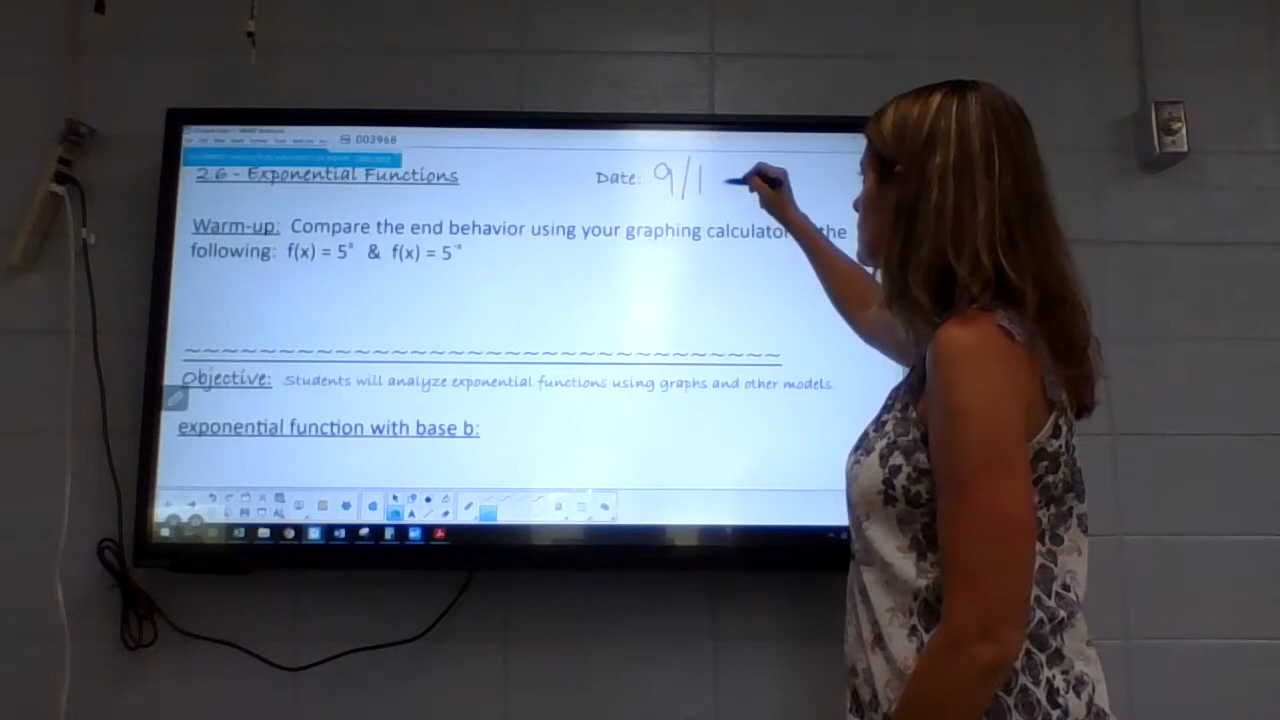 003968
2.6 - Exponential Functions Date: 9/1
Warm-up: Compare the end behavior using your graphing calculator the
following: f(x) = 5ˣ & f(x) = 5⁻ˣ
~~~~~~~~~~~~~~~~~~~~~~~~~~~~~~~~~~~~~~
Objective: Students will analyze exponential functions using graphs and other models.
exponential function with base b: